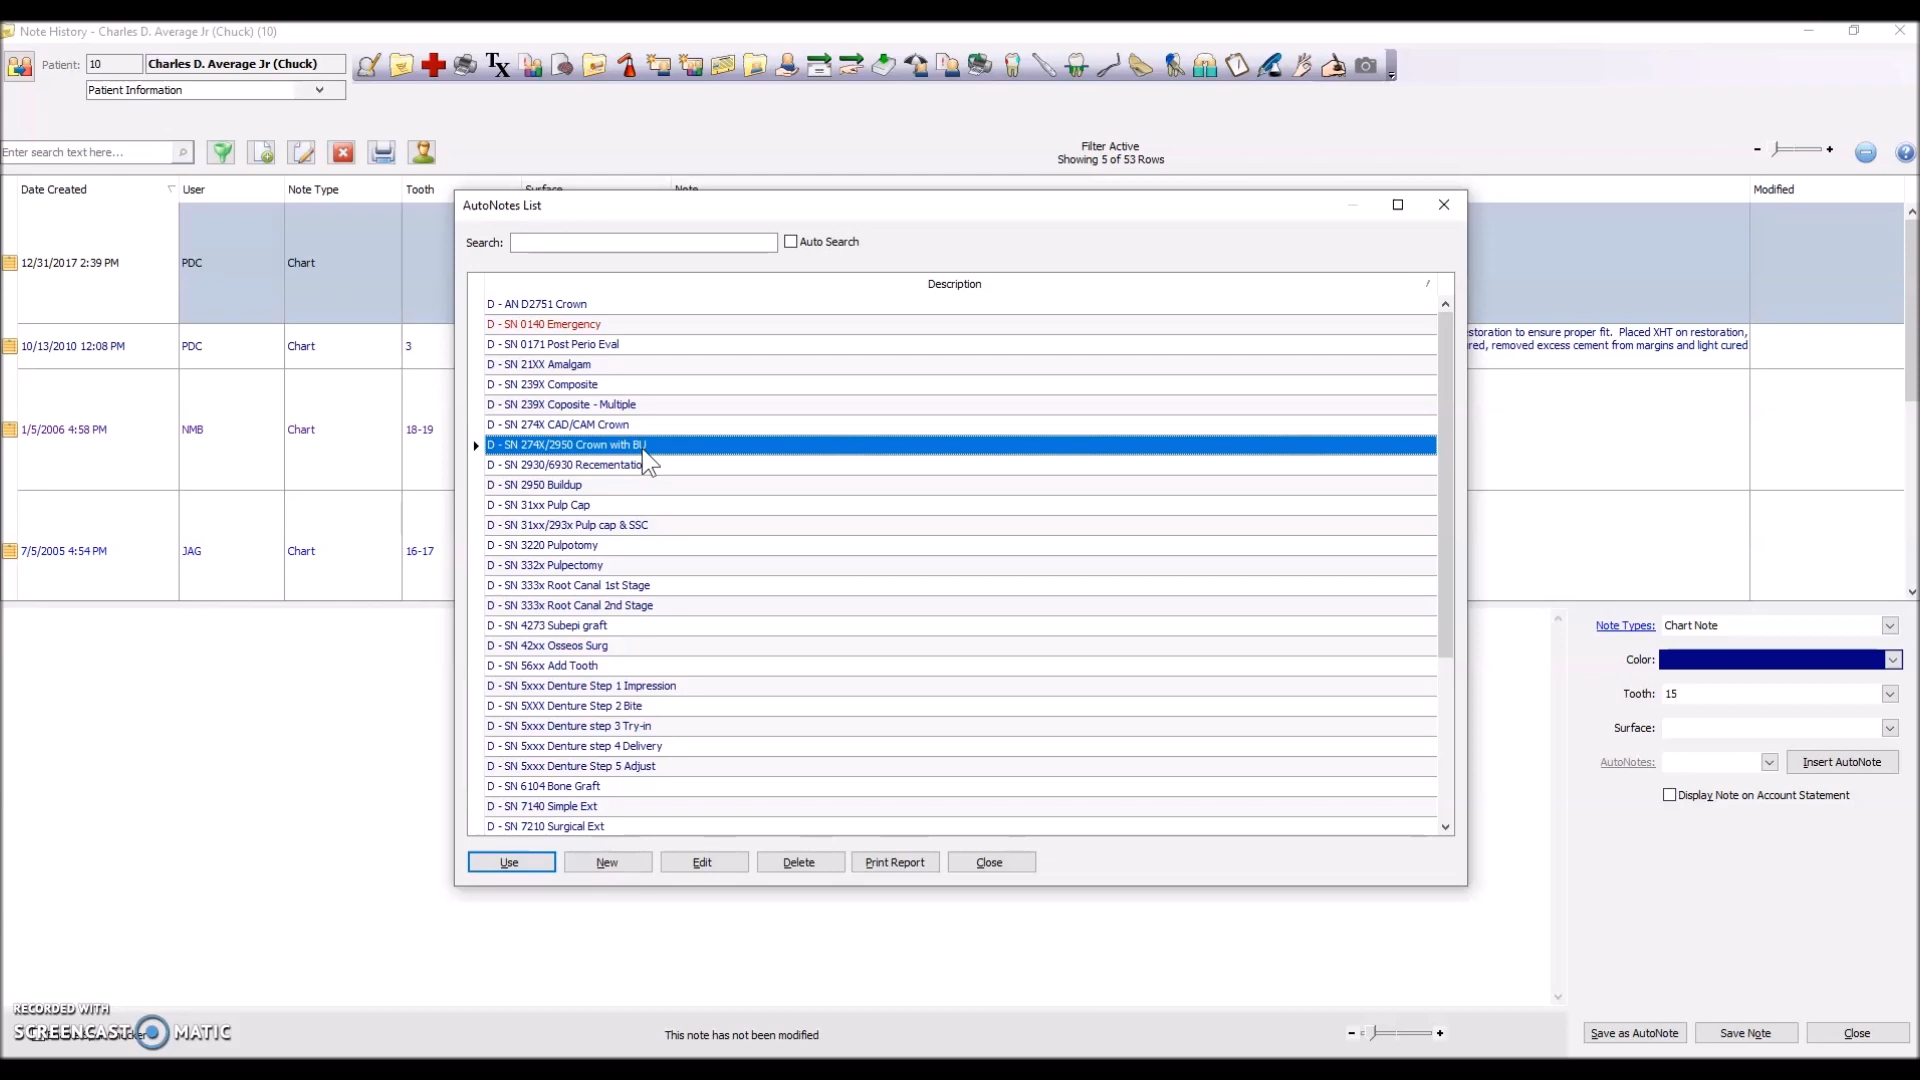 Note History - Charles D. Average Jr (Chuck) (10)
Patient: 10 Charles D. Average Jr (Chuck)
Tx
Patient Information
Enter search text here...
Filter Active
Showing 5 of 53 Rows
- +
Date Created User Note Type Tooth Surface Note Modified
12/31/2017 2:39 PM PDC Chart
10/13/2010 12:08 PM PDC Chart 3
storation to ensure proper fit. Placed XHT on restoration,
red, removed excess cement from margins and light cured
1/5/2006 4:58 PM NMB Chart 18-19
7/5/2005 4:54 PM JAG Chart 16-17
AutoNotes List
Search: Auto Search
Description
D - AN D2751 Crown
D - SN 0140 Emergency
D - SN 0171 Post Perio Eval
D - SN 21XX Amalgam
D - SN 239X Composite
D - SN 239X Coposite - Multiple
D - SN 274X CAD/CAM Crown
D - SN 274X/2950 Crown with BU
D - SN 2930/6930 Recementatio
D - SN 2950 Buildup
D - SN 31xx Pulp Cap
D - SN 31xx/293x Pulp cap & SSC
D - SN 3220 Pulpotomy
D - SN 332x Pulpectomy
D - SN 333x Root Canal 1st Stage
D - SN 333x Root Canal 2nd Stage
D - SN 4273 Subepi graft
D - SN 42xx Osseos Surg
D - SN 56xx Add Tooth
D - SN 5xxx Denture Step 1 Impression
D - SN 5XXX Denture Step 2 Bite
D - SN 5xxx Denture step 3 Try-in
D - SN 5xxx Denture step 4 Delivery
D - SN 5xxx Denture Step 5 Adjust
D - SN 6104 Bone Graft
D - SN 7140 Simple Ext
D - SN 7210 Surgical Ext
Use New Edit Delete Print Report Close
Note Types: Chart Note
Color:
Tooth: 15
Surface:
AutoNotes: Insert AutoNote
Display Note on Account Statement
RECORDED WITH
SCREENCAST MATIC
This note has not been modified
- +
Save as AutoNote Save Note Close